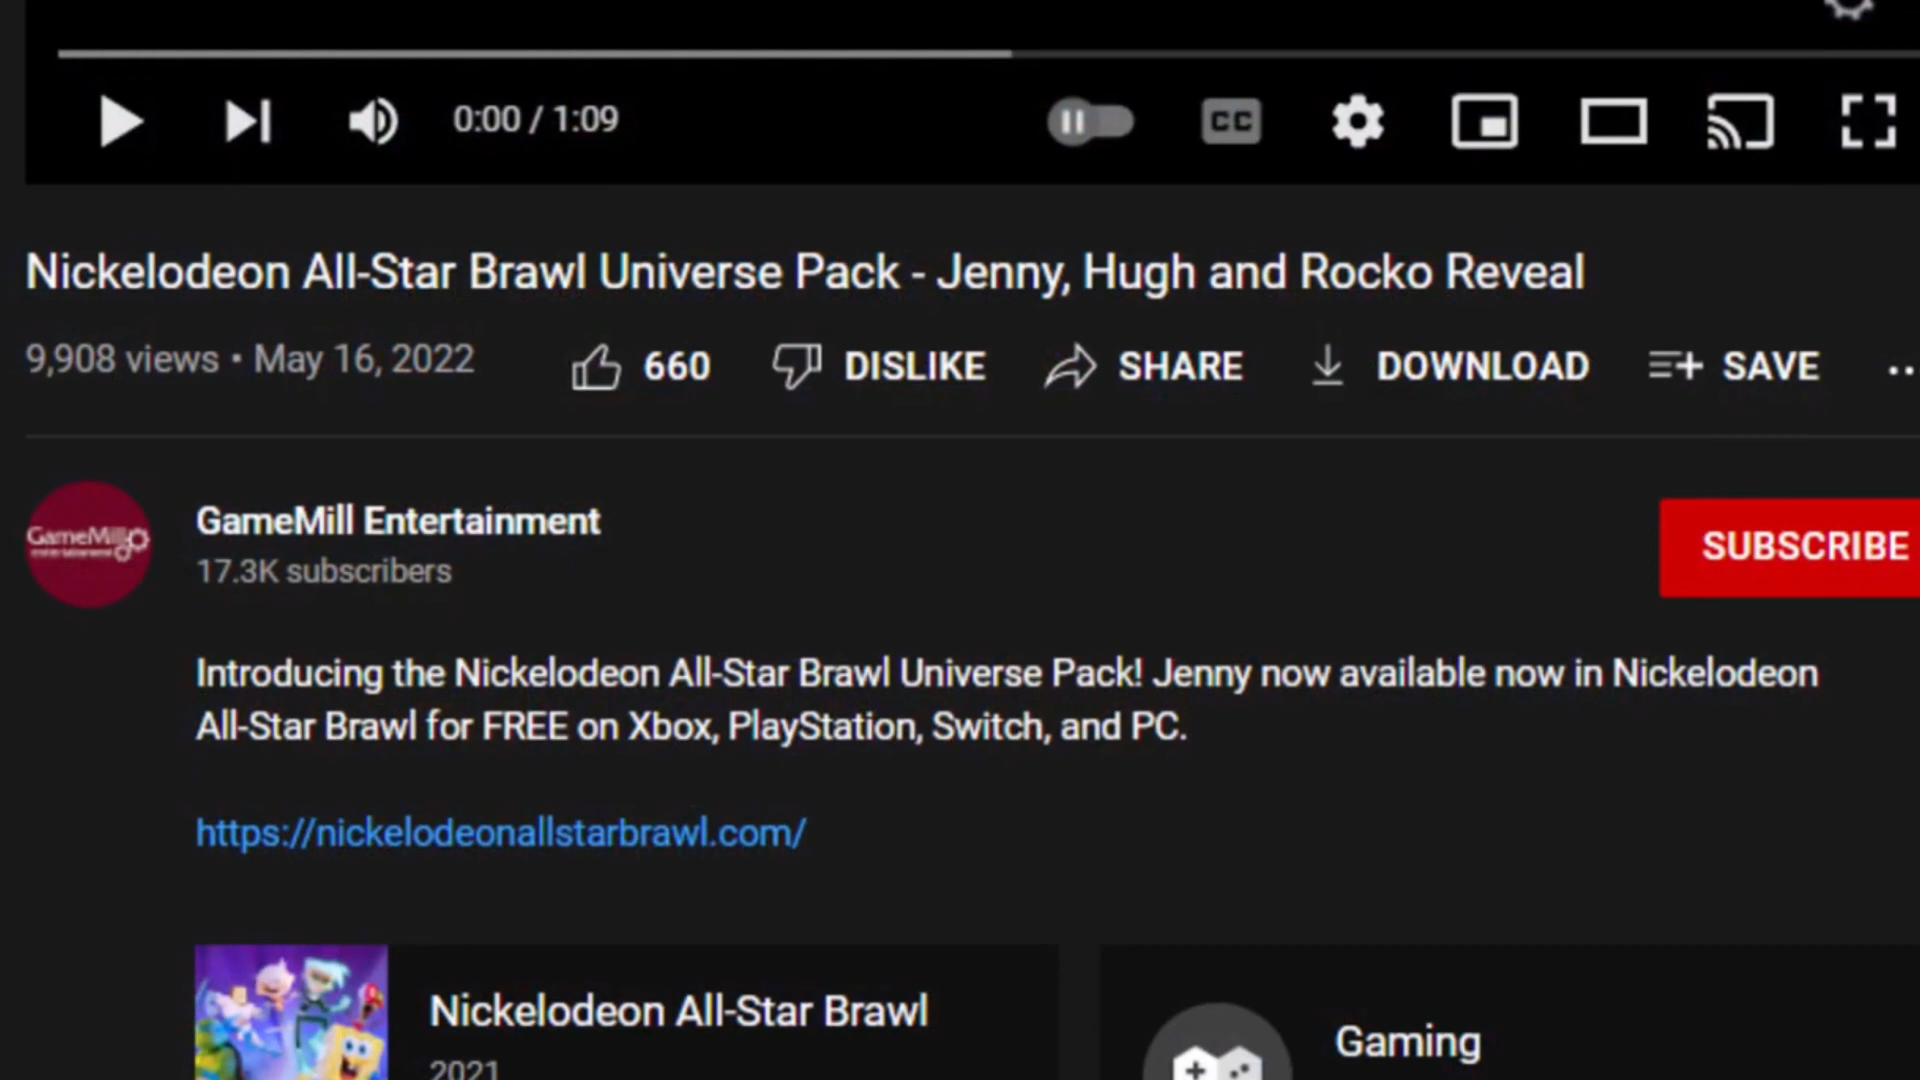 0:00 / 1:09
CC
Nickelodeon All-Star Brawl Universe Pack - Jenny, Hugh and Rocko Reveal
9,908 views • May 16, 2022 660 DISLIKE SHARE DOWNLOAD SAVE
GameMill
GameMill Entertainment
17.3K subscribers
SUBSCRIBE
Introducing the Nickelodeon All-Star Brawl Universe Pack! Jenny now available now in Nickelodeon
All-Star Brawl for FREE on Xbox, PlayStation, Switch, and PC.
https://nickelodeonallstarbrawl.com/
Nickelodeon All-Star Brawl
2021
Gaming